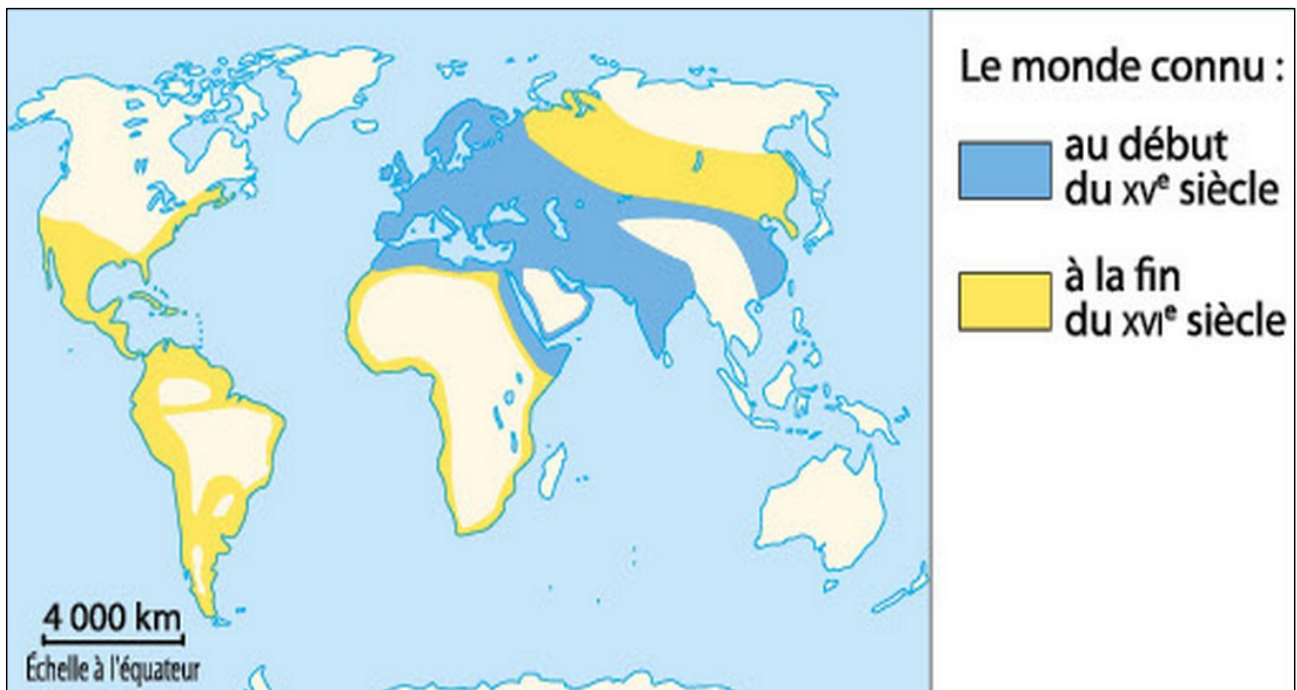 Le monde connu :
au début
du XVe siècle
à la fin
du XVIe siècle
4 000 km
Échelle à l'équateur